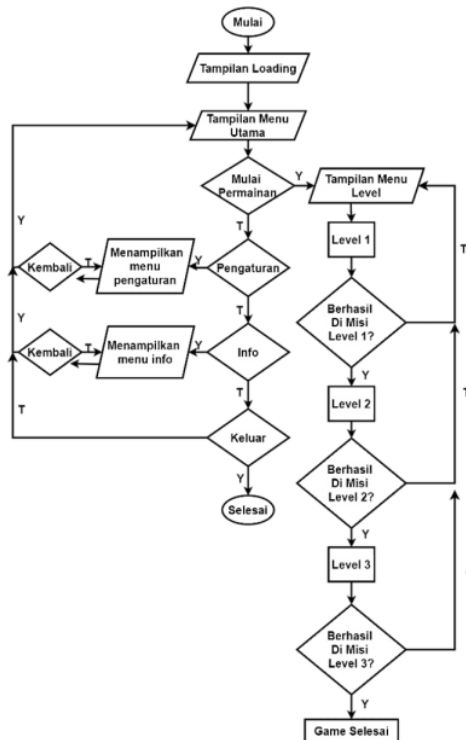 Mulai
Tampilan Loading
Tampilan Menu
Utama
Mulai
Permainan
Y
Tampilan Menu
Level
T
Level 1
Y
Kembali
T
Menampilkan
menu
pengaturan
Y
Pengaturan
T
T
Berhasil
Di Misi
Level 1?
Y
Kembali
T
Menampilkan
menu info
Y
Info
Y
Level 2
T
T
T
Keluar
Y
Berhasil
Di Misi
Level 2?
Selesai
Y
Level 3
Berhasil
Di Misi
Level 3?
Y
Game Selesai